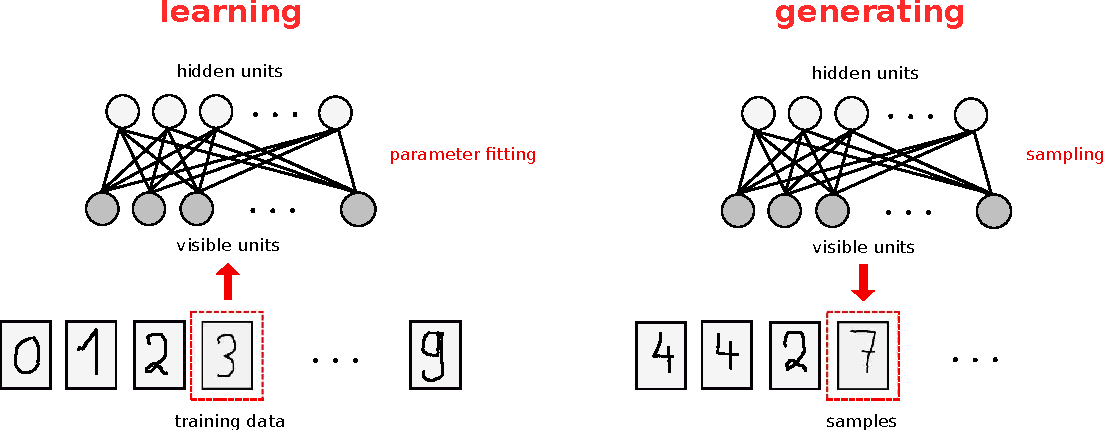 learning
hidden units
. . .
parameter fitting
. . .
visible units
0 1 2 3 . . . 9
training data
generating
hidden units
. . .
sampling
. . .
visible units
4 4 2 7 . . .
samples